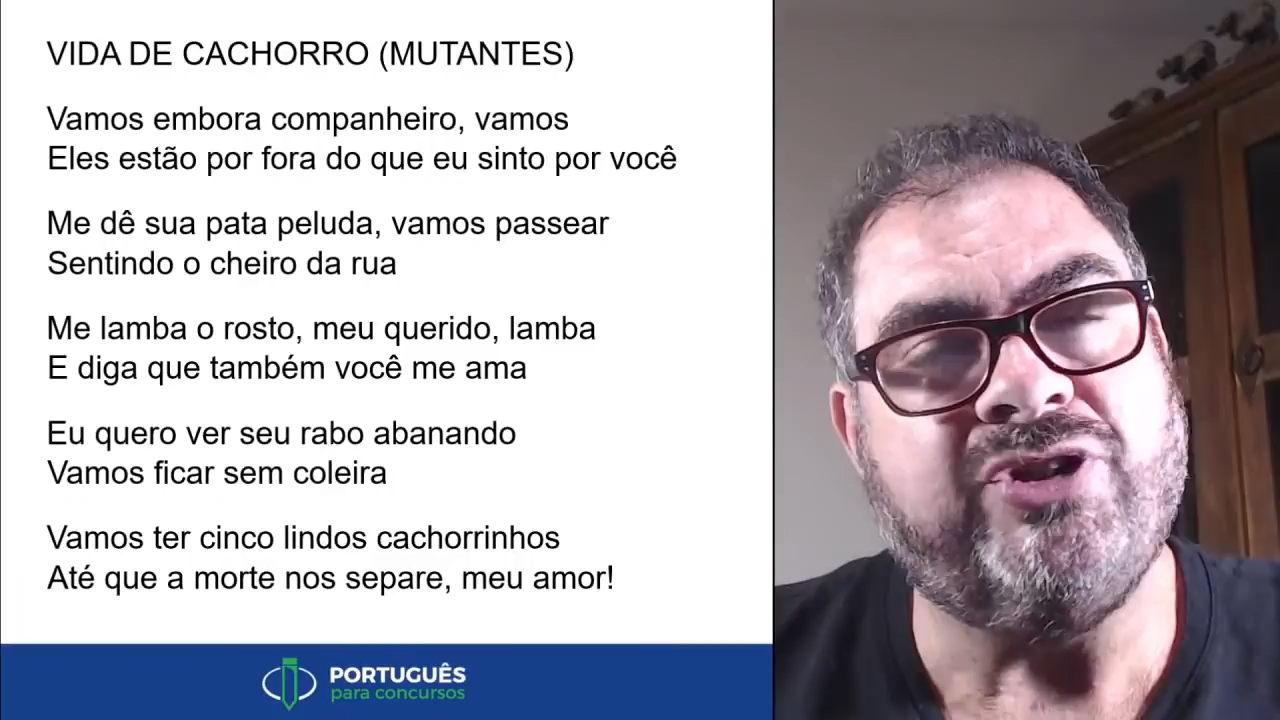 VIDA DE CACHORRO (MUTANTES)
Vamos embora companheiro, vamos
Eles estão por fora do que eu sinto por você
Me dê sua pata peluda, vamos passear
Sentindo o cheiro da rua
Me lamba o rosto, meu querido, lamba
E diga que também você me ama
Eu quero ver seu rabo abanando
Vamos ficar sem coleira
Vamos ter cinco lindos cachorrinhos
Até que a morte nos separe, meu amor!
PORTUGUÊS
para concursos